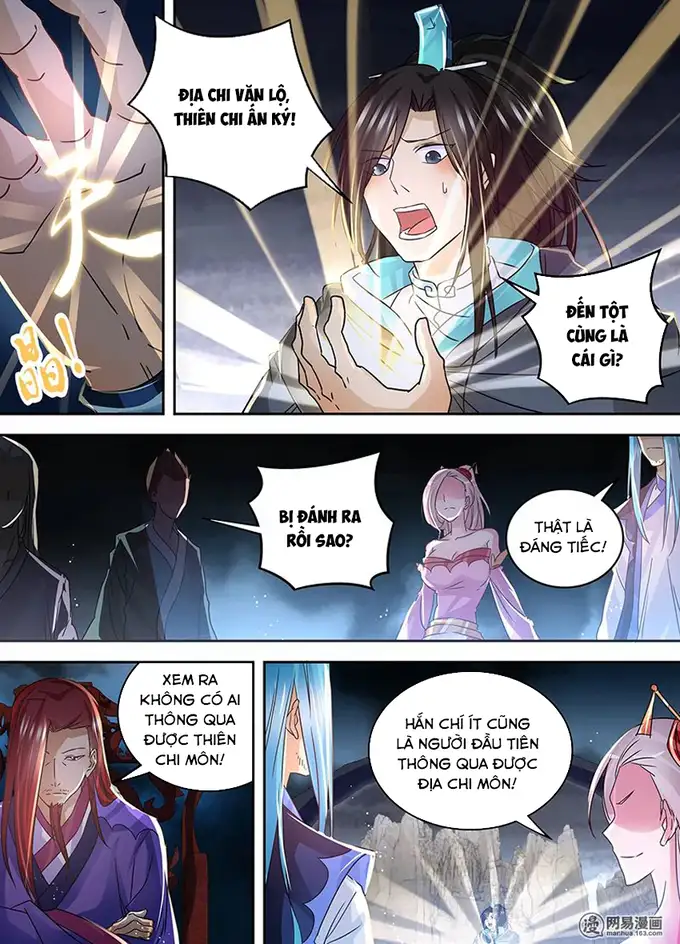 ĐỊA CHI VĂN LỘ,
THIÊN CHI ẤN KÝ!
天
ĐẾN TỘT
CÙNG LÀ
CÁI GÌ?
BỊ ĐÁNH RA
RỒI SAO?
THẬT LÀ
ĐÁNG TIẾC!
XEM RA
KHÔNG CÓ AI
THÔNG QUA
ĐƯỢC THIÊN
CHI MÔN!
HẮN CHÍ ÍT CŨNG
LÀ NGƯỜI ĐẦU TIÊN
THÔNG QUA ĐƯỢC
ĐỊA CHI MÔN!
网易漫画
manhua.163.com